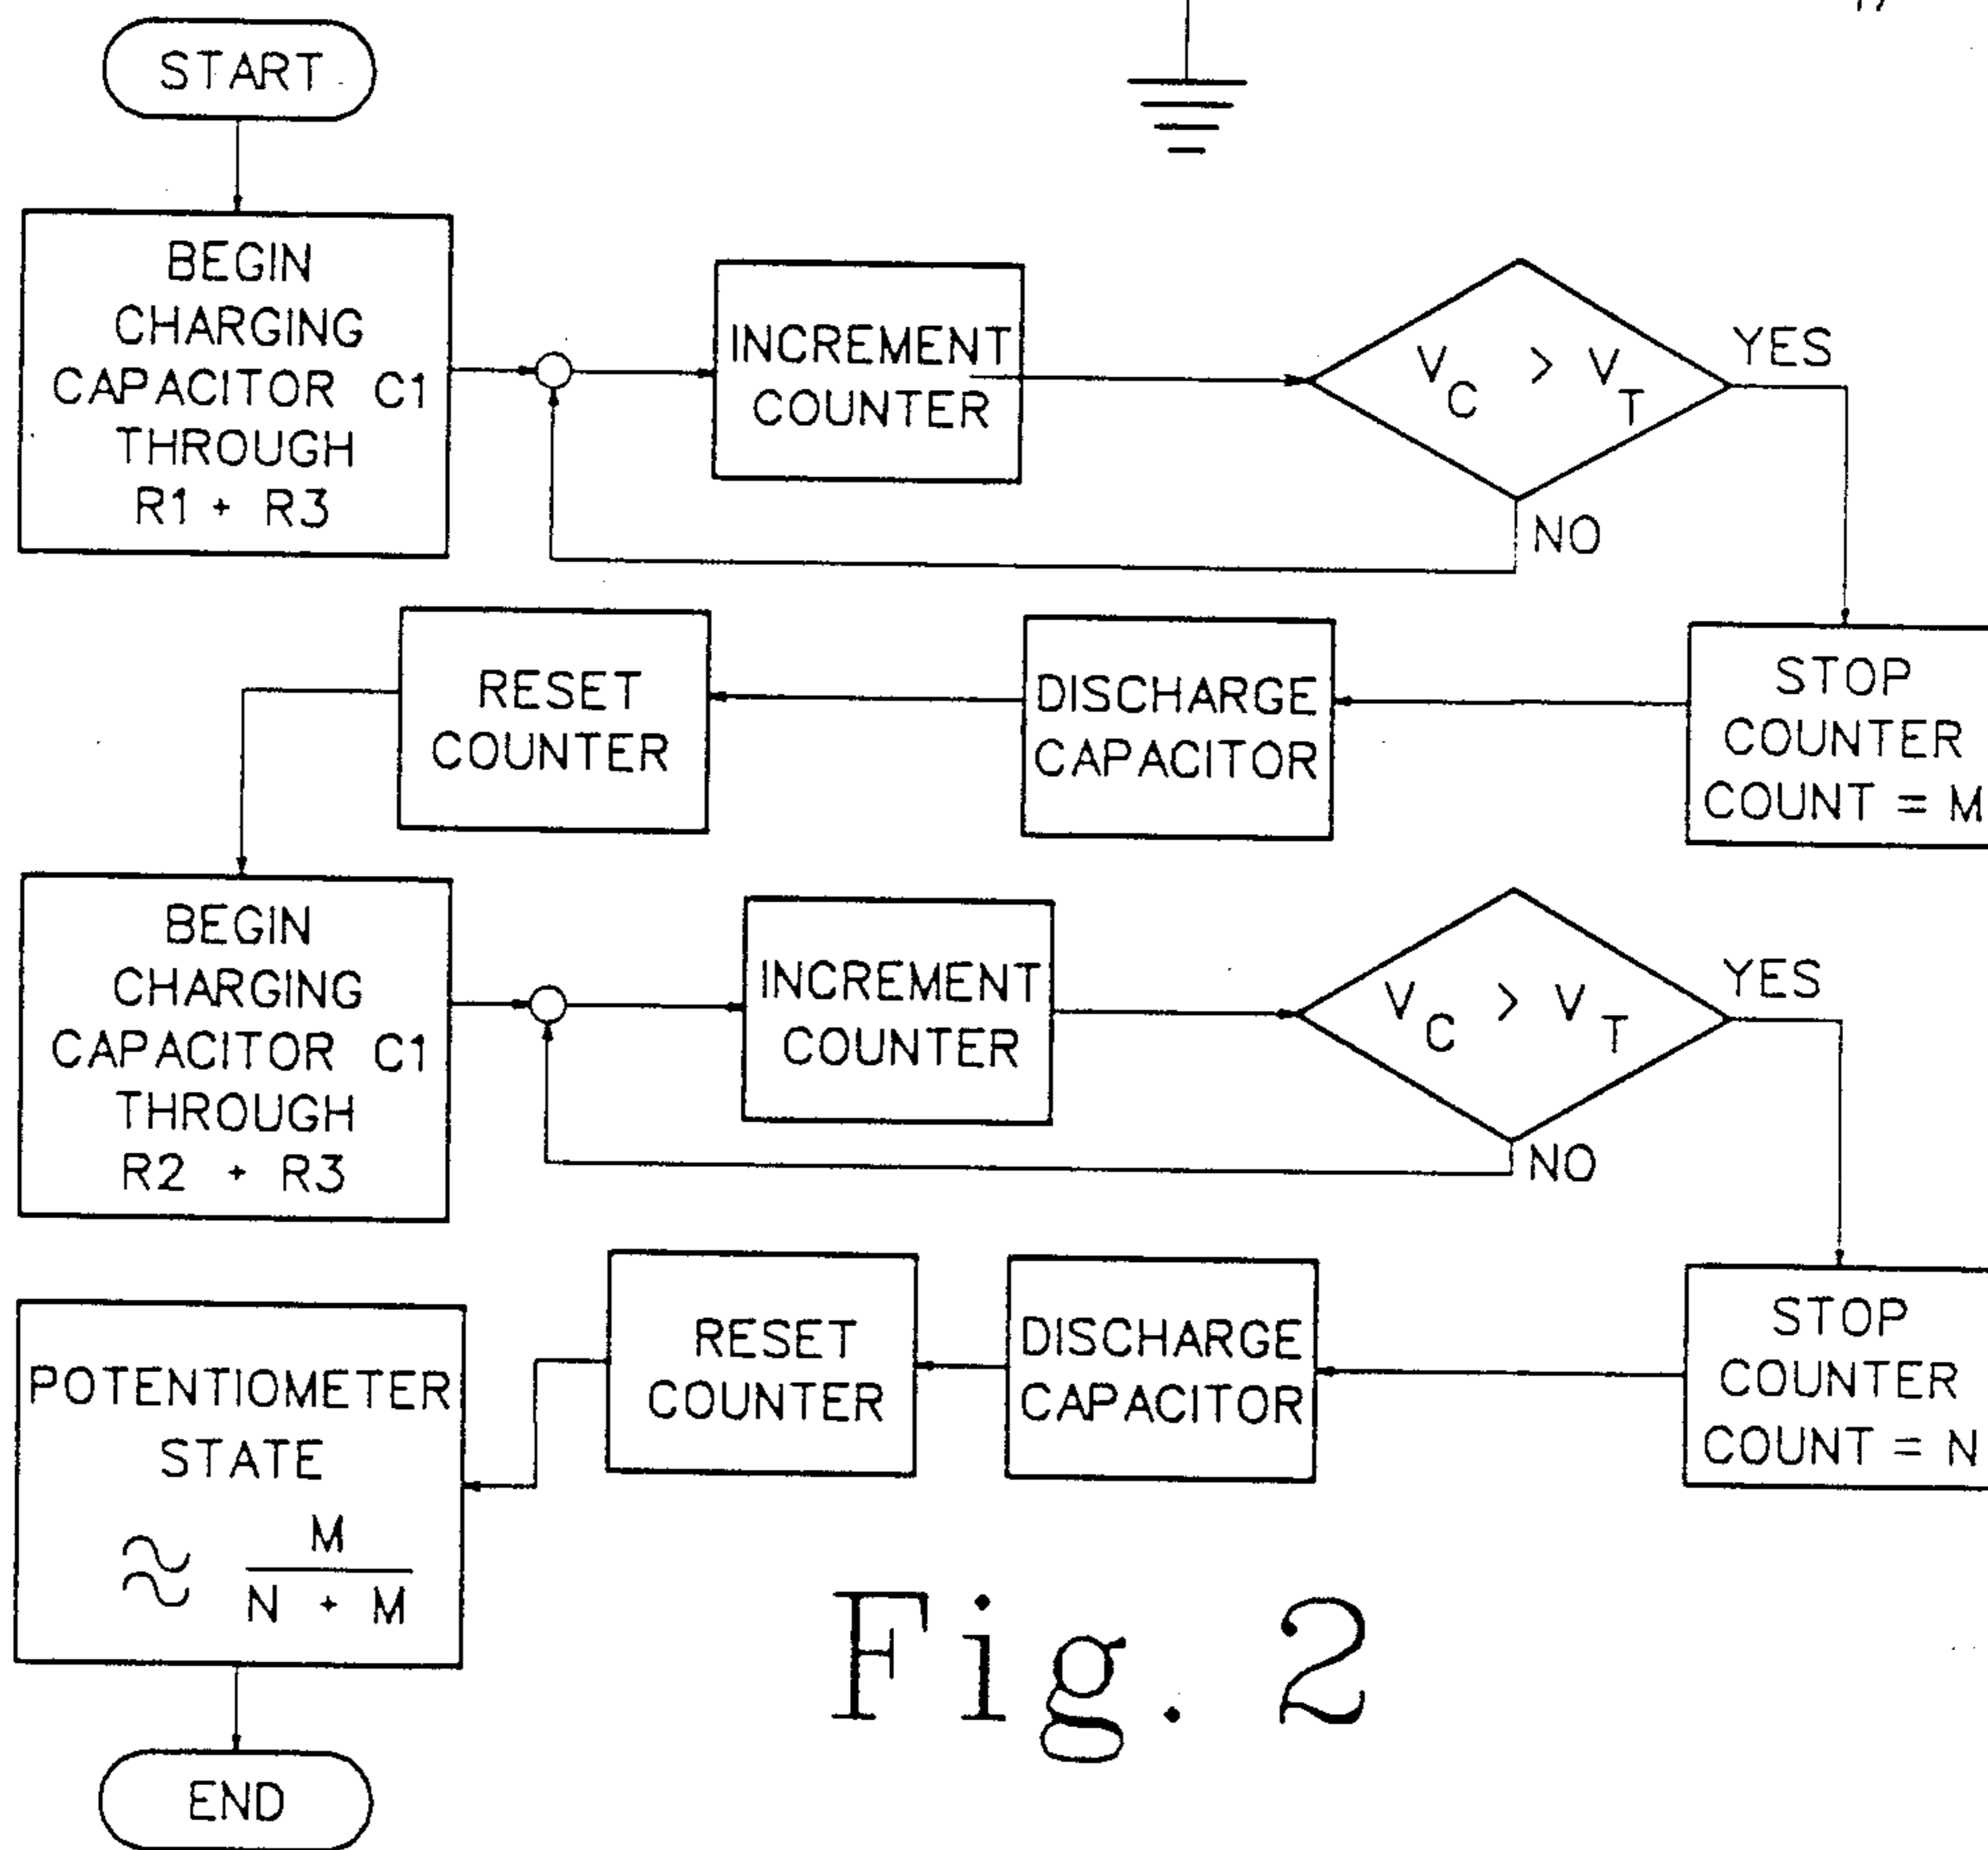 START
BEGIN
CHARGING
CAPACITOR C1
THROUGH
R1 + R3
INCREMENT
COUNTER
V_C > V_T
YES
NO
STOP
COUNTER
COUNT = M
DISCHARGE
CAPACITOR
RESET
COUNTER
BEGIN
CHARGING
CAPACITOR C1
THROUGH
R2 + R3
INCREMENT
COUNTER
V_C > V_T
YES
NO
STOP
COUNTER
COUNT = N
DISCHARGE
CAPACITOR
RESET
COUNTER
POTENTIOMETER
STATE
≈ M
N + M
END
Fig. 2